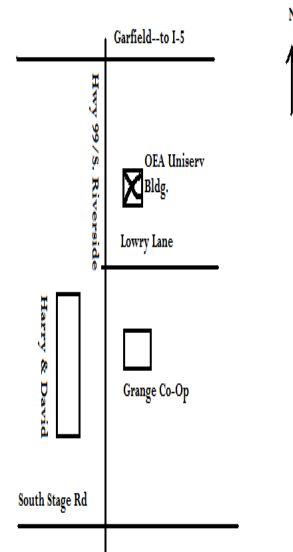 Garfield--to I-5
N
Hwy 99/S. Riverside
OEA Uniserv
Bldg.
Lowry Lane
Harry & David
Grange Co-Op
South Stage Rd